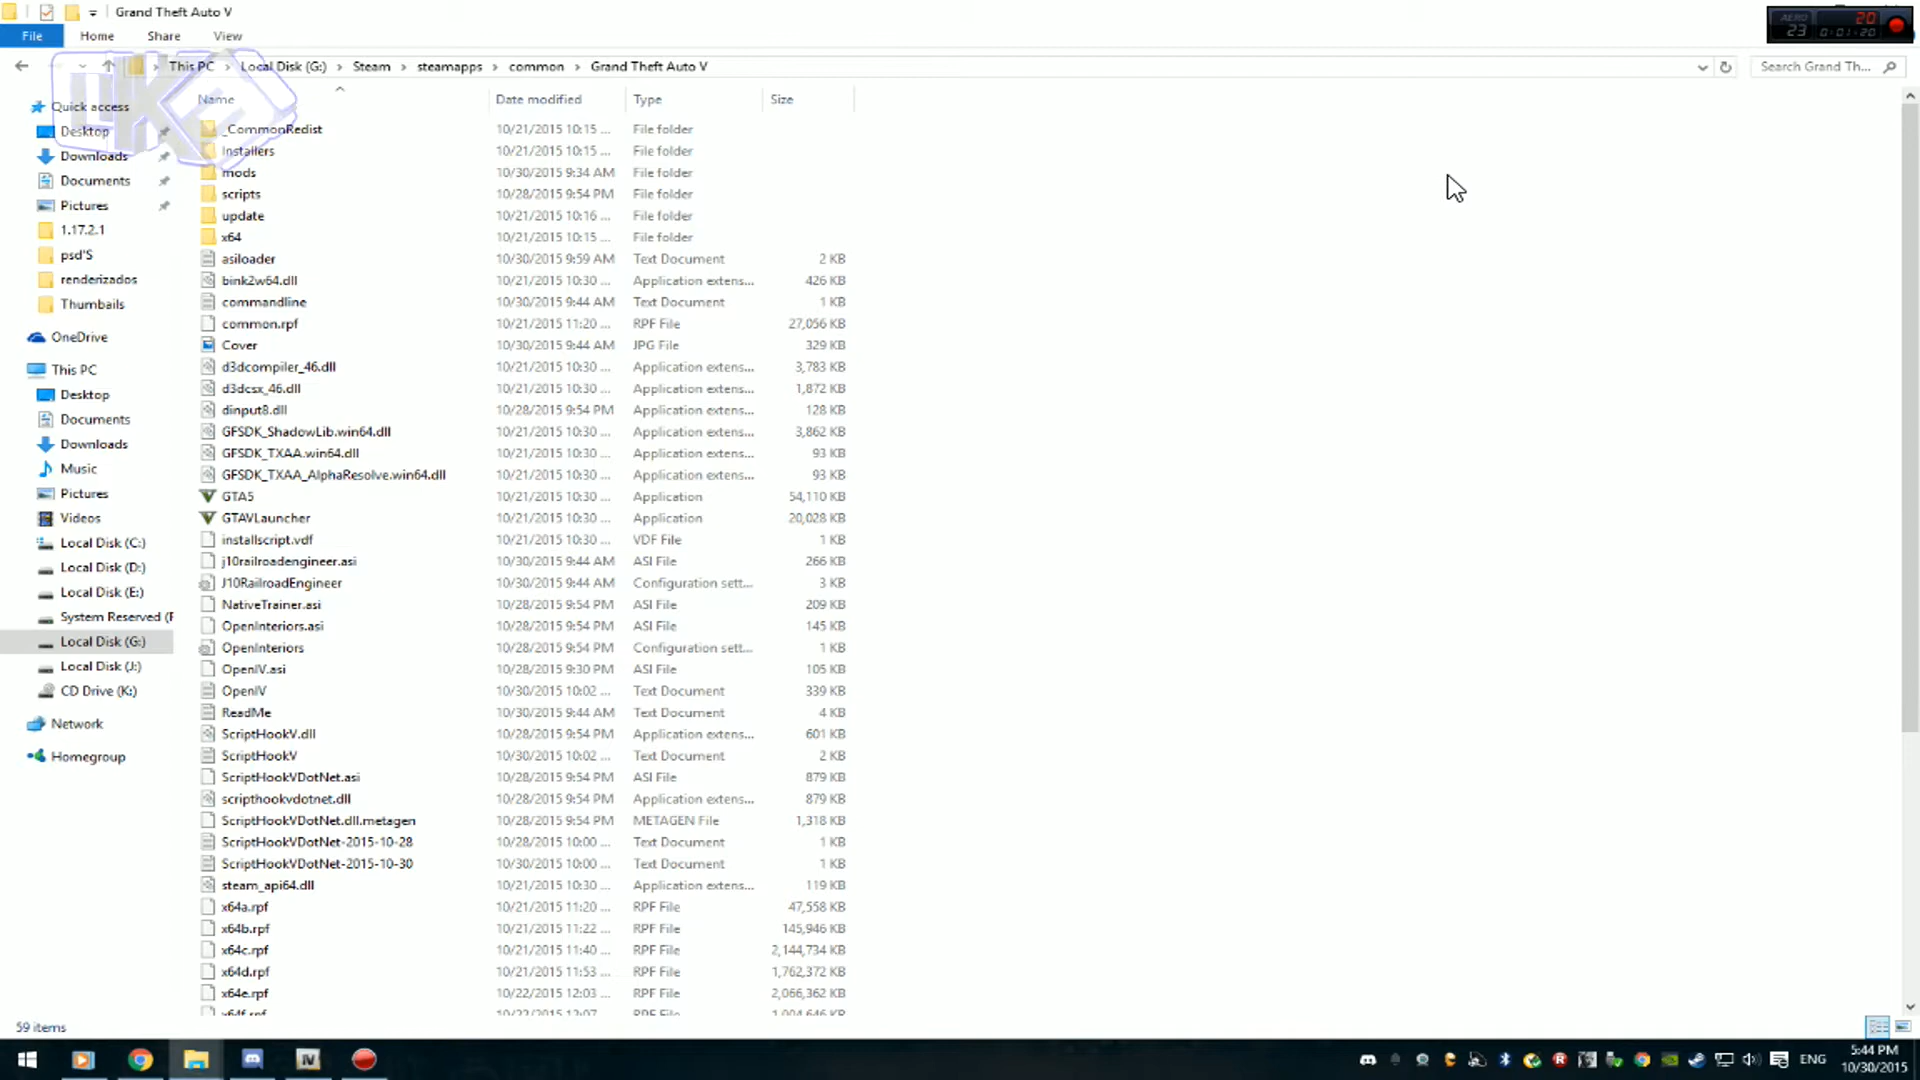 Grand Theft Auto V
File Home Share View
This PC › Local Disk (G:) › Steam › steamapps › common › Grand Theft Auto V Search Grand Th...
AERO 23 20 0:01:20
Name Date modified Type Size
Quick access
Desktop
Downloads
Documents
Pictures
1.17.2.1
psd'S
renderizados
Thumbails
OneDrive
This PC
Desktop
Documents
Downloads
Music
Pictures
Videos
Local Disk (C:)
Local Disk (D:)
Local Disk (E:)
System Reserved (F
Local Disk (G:)
Local Disk (J:)
CD Drive (K:)
Network
Homegroup
_CommonRedist 10/21/2015 10:15 ... File folder
Installers 10/21/2015 10:15 ... File folder
mods 10/30/2015 9:34 AM File folder
scripts 10/28/2015 9:54 PM File folder
update 10/21/2015 10:16 ... File folder
x64 10/21/2015 10:15 ... File folder
asiloader 10/30/2015 9:59 AM Text Document 2 KB
bink2w64.dll 10/21/2015 10:30 ... Application extens... 426 KB
commandline 10/30/2015 9:44 AM Text Document 1 KB
common.rpf 10/21/2015 11:20 ... RPF File 27,056 KB
Cover 10/30/2015 9:44 AM JPG File 329 KB
d3dcompiler_46.dll 10/21/2015 10:30 ... Application extens... 3,783 KB
d3dcsx_46.dll 10/21/2015 10:30 ... Application extens... 1,872 KB
dinput8.dll 10/28/2015 9:54 PM Application extens... 128 KB
GFSDK_ShadowLib.win64.dll 10/21/2015 10:30 ... Application extens... 3,862 KB
GFSDK_TXAA.win64.dll 10/21/2015 10:30 ... Application extens... 93 KB
GFSDK_TXAA_AlphaResolve.win64.dll 10/21/2015 10:30 ... Application extens... 93 KB
GTA5 10/21/2015 10:30 ... Application 54,110 KB
GTAVLauncher 10/21/2015 10:30 ... Application 20,028 KB
installscript.vdf 10/21/2015 10:30 ... VDF File 1 KB
j10railroadengineer.asi 10/30/2015 9:44 AM ASI File 266 KB
J10RailroadEngineer 10/30/2015 9:44 AM Configuration sett... 3 KB
NativeTrainer.asi 10/28/2015 9:54 PM ASI File 209 KB
OpenInteriors.asi 10/28/2015 9:54 PM ASI File 145 KB
OpenInteriors 10/28/2015 9:54 PM Configuration sett... 1 KB
OpenIV.asi 10/28/2015 9:30 PM ASI File 105 KB
OpenIV 10/30/2015 10:02 ... Text Document 339 KB
ReadMe 10/30/2015 9:44 AM Text Document 4 KB
ScriptHookV.dll 10/28/2015 9:54 PM Application extens... 601 KB
ScriptHookV 10/30/2015 10:02 ... Text Document 2 KB
ScriptHookVDotNet.asi 10/28/2015 9:54 PM ASI File 879 KB
scripthookvdotnet.dll 10/28/2015 9:54 PM Application extens... 879 KB
ScriptHookVDotNet.dll.metagen 10/28/2015 9:54 PM METAGEN File 1,318 KB
ScriptHookVDotNet-2015-10-28 10/28/2015 10:00 ... Text Document 1 KB
ScriptHookVDotNet-2015-10-30 10/30/2015 10:00 ... Text Document 1 KB
steam_api64.dll 10/21/2015 10:30 ... Application extens... 119 KB
x64a.rpf 10/21/2015 11:20 ... RPF File 47,558 KB
x64b.rpf 10/21/2015 11:22 ... RPF File 145,946 KB
x64c.rpf 10/21/2015 11:40 ... RPF File 2,144,734 KB
x64d.rpf 10/21/2015 11:53 ... RPF File 1,762,372 KB
x64e.rpf 10/22/2015 12:03 ... RPF File 2,066,362 KB
x64f.rpf 10/22/2015 12:07 ... RPF File 1,004,646 KB
59 items
IV ENG 5:44 PM
10/30/2015